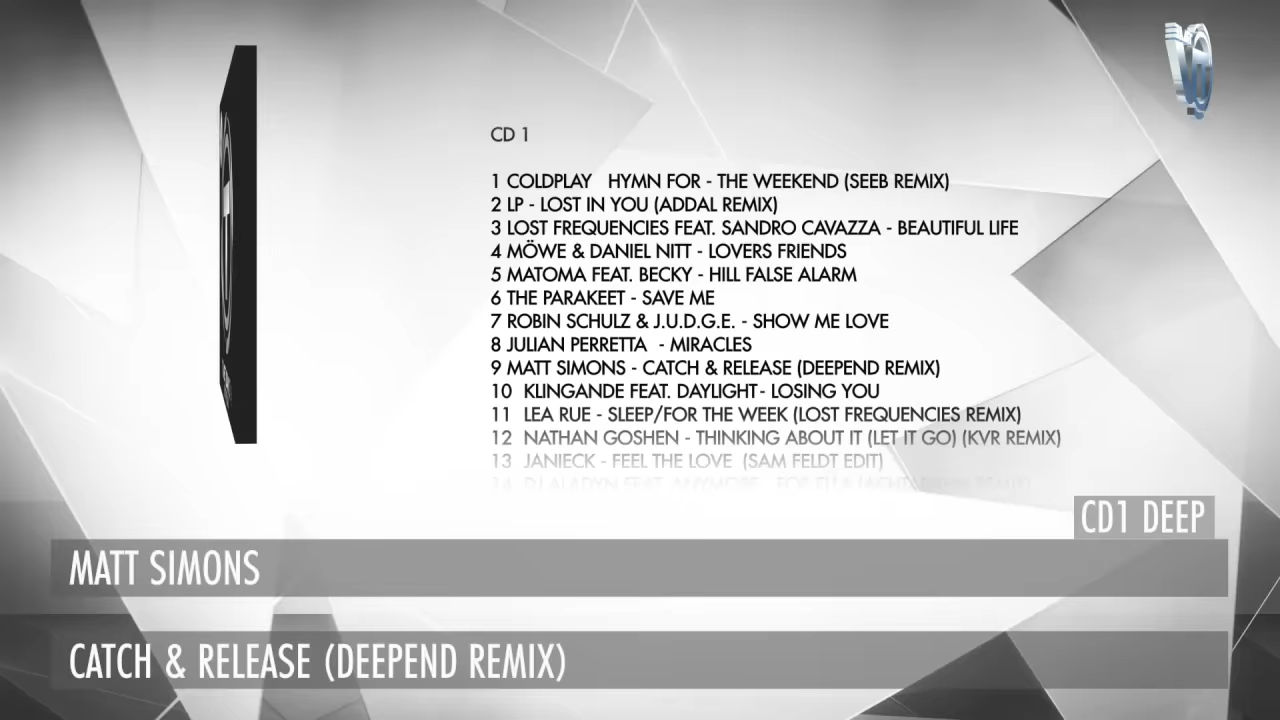 CD 1
1 COLDPLAY HYMN FOR - THE WEEKEND (SEEB REMIX)
2 LP - LOST IN YOU (ADDAL REMIX)
3 LOST FREQUENCIES FEAT. SANDRO CAVAZZA - BEAUTIFUL LIFE
4 MÖWE & DANIEL NITT - LOVERS FRIENDS
5 MATOMA FEAT. BECKY - HILL FALSE ALARM
6 THE PARAKEET - SAVE ME
7 ROBIN SCHULZ & J.U.D.G.E. - SHOW ME LOVE
8 JULIAN PERRETTA - MIRACLES
9 MATT SIMONS - CATCH & RELEASE (DEEPEND REMIX)
10 KLINGANDE FEAT. DAYLIGHT- LOSING YOU
11 LEA RUE - SLEEP/FOR THE WEEK (LOST FREQUENCIES REMIX)
12 NATHAN GOSHEN - THINKING ABOUT IT (LET IT GO) (KVR REMIX)
13 JANIECK - FEEL THE LOVE (SAM FELDT EDIT)
CD1 DEEP
MATT SIMONS
CATCH & RELEASE (DEEPEND REMIX)